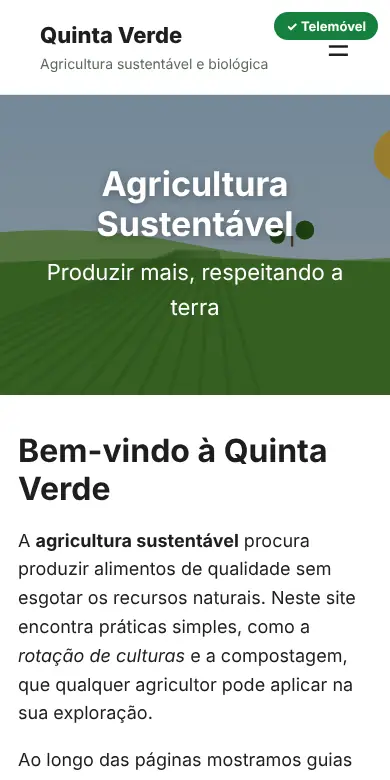 Quinta Verde
✓ Telemóvel
Agricultura sustentável e biológica
Agricultura
Sustentável
Produzir mais, respeitando a
terra
Bem-vindo à Quinta
Verde
A agricultura sustentável procura
produzir alimentos de qualidade sem
esgotar os recursos naturais. Neste site
encontra práticas simples, como a
rotação de culturas e a compostagem,
que qualquer agricultor pode aplicar na
sua exploração.
Ao longo das páginas mostramos guias